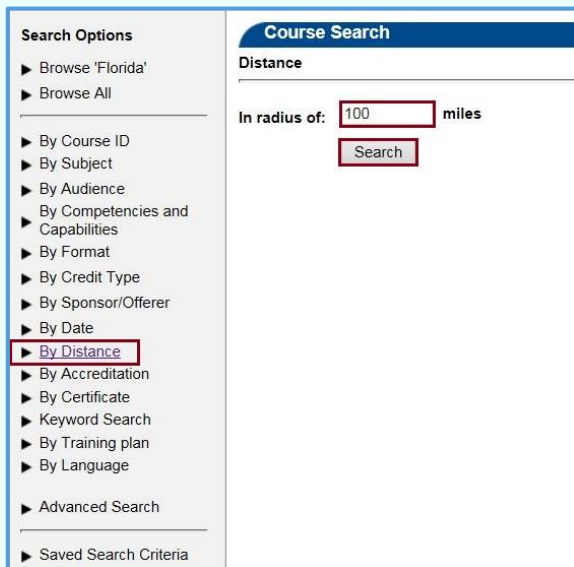 Search Options
Browse 'Florida'
Browse All
By Course ID
By Subject
By Audience
By Competencies and
Capabilities
By Format
By Credit Type
By Sponsor/Offerer
By Date
By Distance
By Accreditation
By Certificate
Keyword Search
By Training plan
By Language
Advanced Search
Saved Search Criteria
Course Search
Distance
In radius of: 100 miles
Search